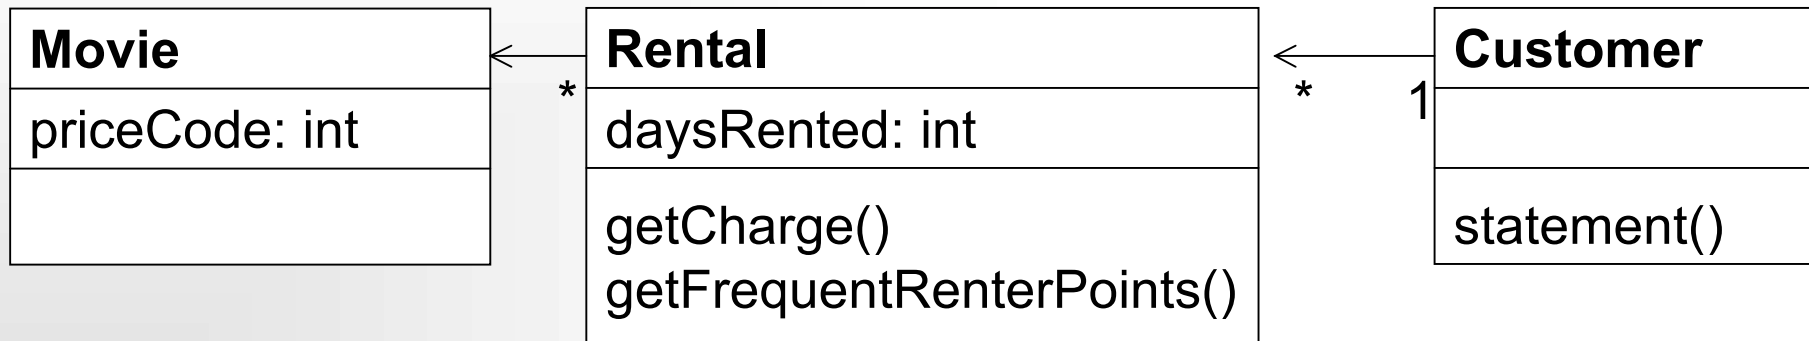 Movie
priceCode: int
*
Rental
daysRented: int
getCharge()
getFrequentRenterPoints()
*
1
Customer
statement()